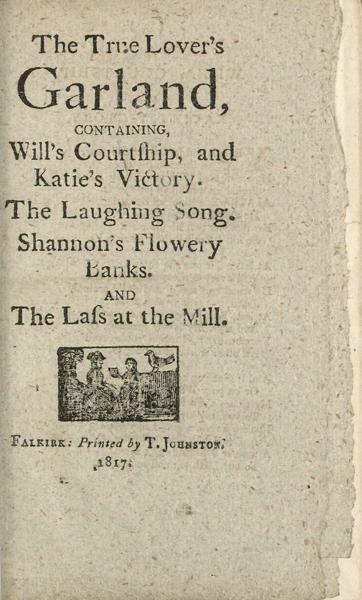 The True Lover's
Garland,
CONTAINING,
Will's Courtſhip, and
Katie's Victory.
The Laughing Song.
Shannon's Flowery
Banks.
AND
The Laſs at the Mill.
FALKIRK: Printed by T. JOHNSTON.
1817.